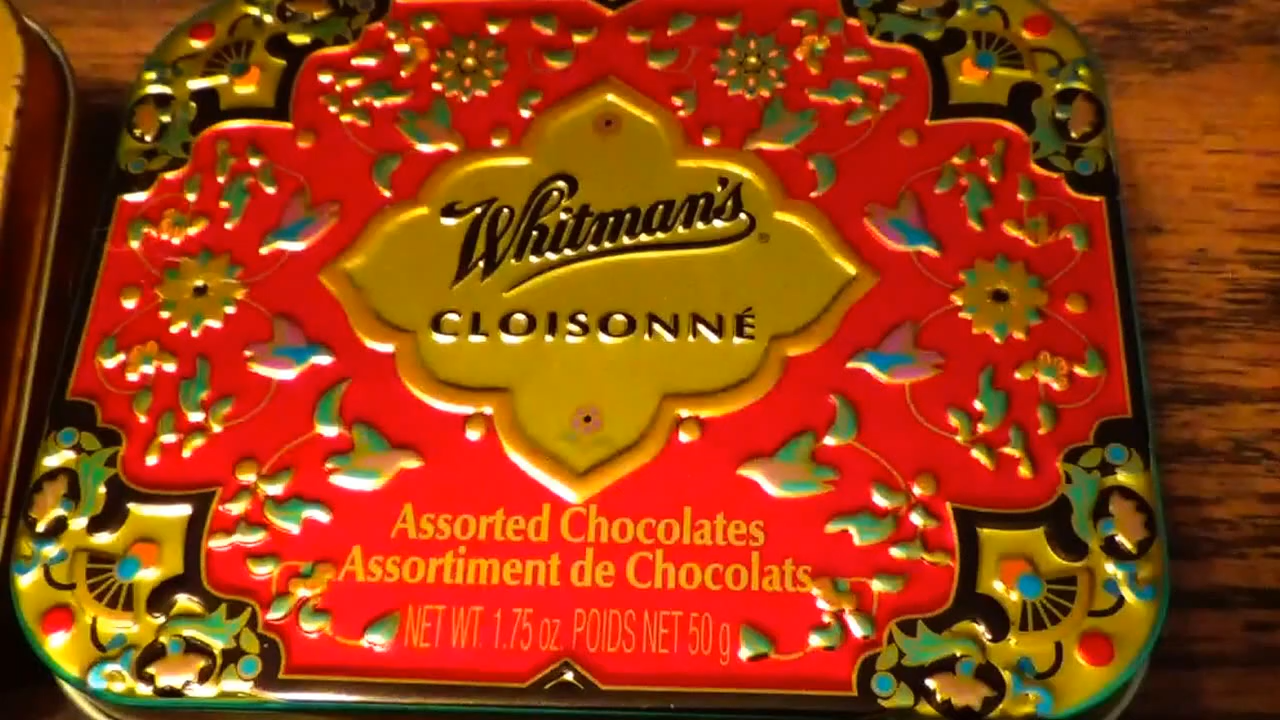 Whitman's®
CLOISONNÉ
Assorted Chocolates
Assortiment de Chocolats
NET WT. 1.75 oz. POIDS NET 50 g